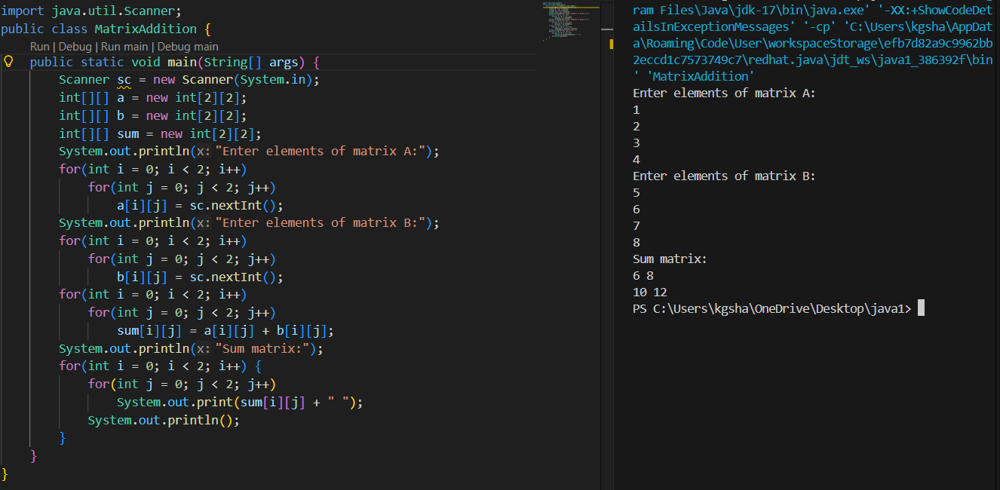 import java.util.Scanner;
public class MatrixAddition {
Run | Debug | Run main | Debug main
    public static void main(String[] args) {
        Scanner sc = new Scanner(System.in);
        int[][] a = new int[2][2];
        int[][] b = new int[2][2];
        int[][] sum = new int[2][2];
        System.out.println(x: "Enter elements of matrix A:");
        for(int i = 0; i < 2; i++)
            for(int j = 0; j < 2; j++)
                a[i][j] = sc.nextInt();
        System.out.println(x: "Enter elements of matrix B:");
        for(int i = 0; i < 2; i++)
            for(int j = 0; j < 2; j++)
                b[i][j] = sc.nextInt();
        for(int i = 0; i < 2; i++)
            for(int j = 0; j < 2; j++)
                sum[i][j] = a[i][j] + b[i][j];
        System.out.println(x: "Sum matrix:");
        for(int i = 0; i < 2; i++) {
            for(int j = 0; j < 2; j++)
                System.out.print(sum[i][j] + " ");
            System.out.println();
        }
    }
}
ram Files\Java\jdk-17\bin\java.exe' '-XX:+ShowCodeDet
ailsInExceptionMessages' '-cp' 'C:\Users\kgsha\AppDat
a\Roaming\Code\User\workspaceStorage\efb7d82a9c9962bb
2eccd1c7573749c7\redhat.java\jdt_ws\java1_386392f\bin
' 'MatrixAddition'
Enter elements of matrix A:
1
2
3
4
Enter elements of matrix B:
5
6
7
8
Sum matrix:
6 8
10 12
PS C:\Users\kgsha\OneDrive\Desktop\java1>